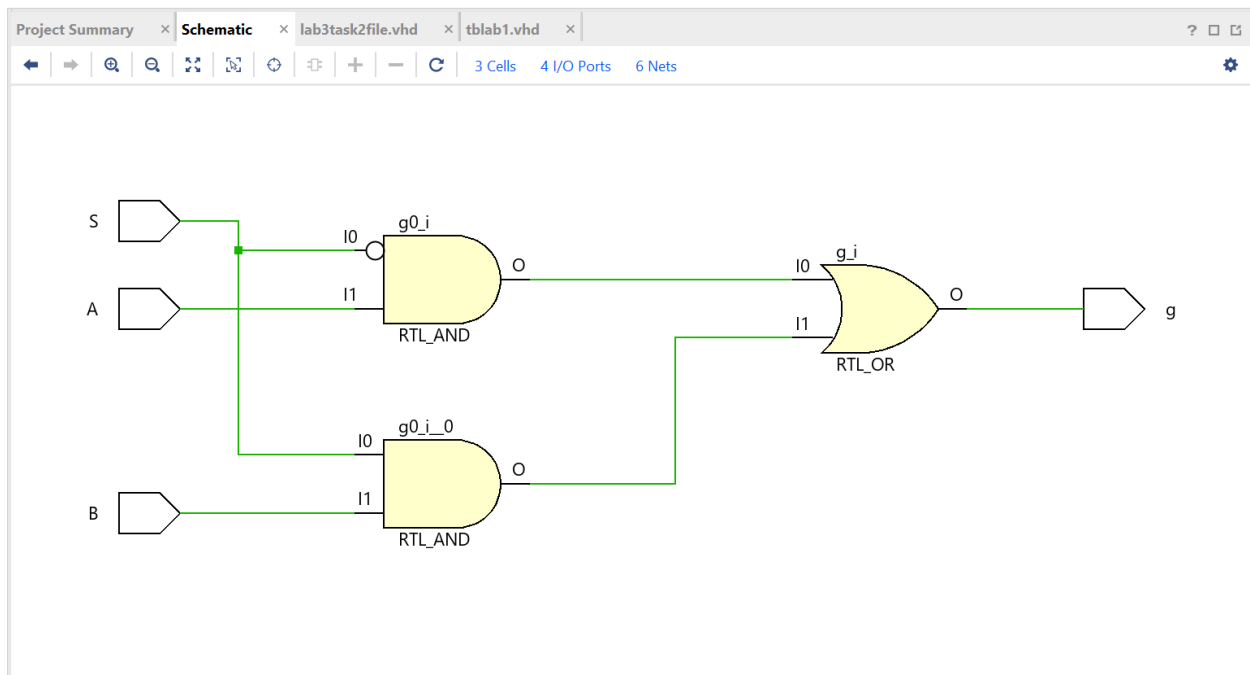 Project Summary × Schematic × lab3task2file.vhd × tblab1.vhd × ?
3 Cells 4 I/O Ports 6 Nets
S
A
B
I0
g0_i
I1
O
RTL_AND
I0
g0_i__0
I1
O
RTL_AND
g_i
I0
I1
O
RTL_OR
g